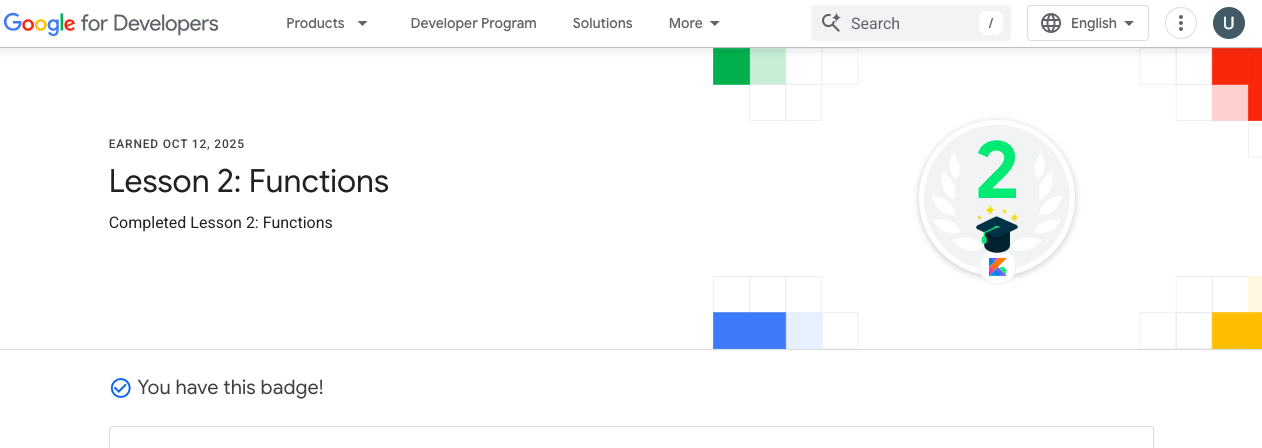 Google for Developers Products Developer Program Solutions More Search / English U
EARNED OCT 12, 2025
Lesson 2: Functions
Completed Lesson 2: Functions
2
You have this badge!